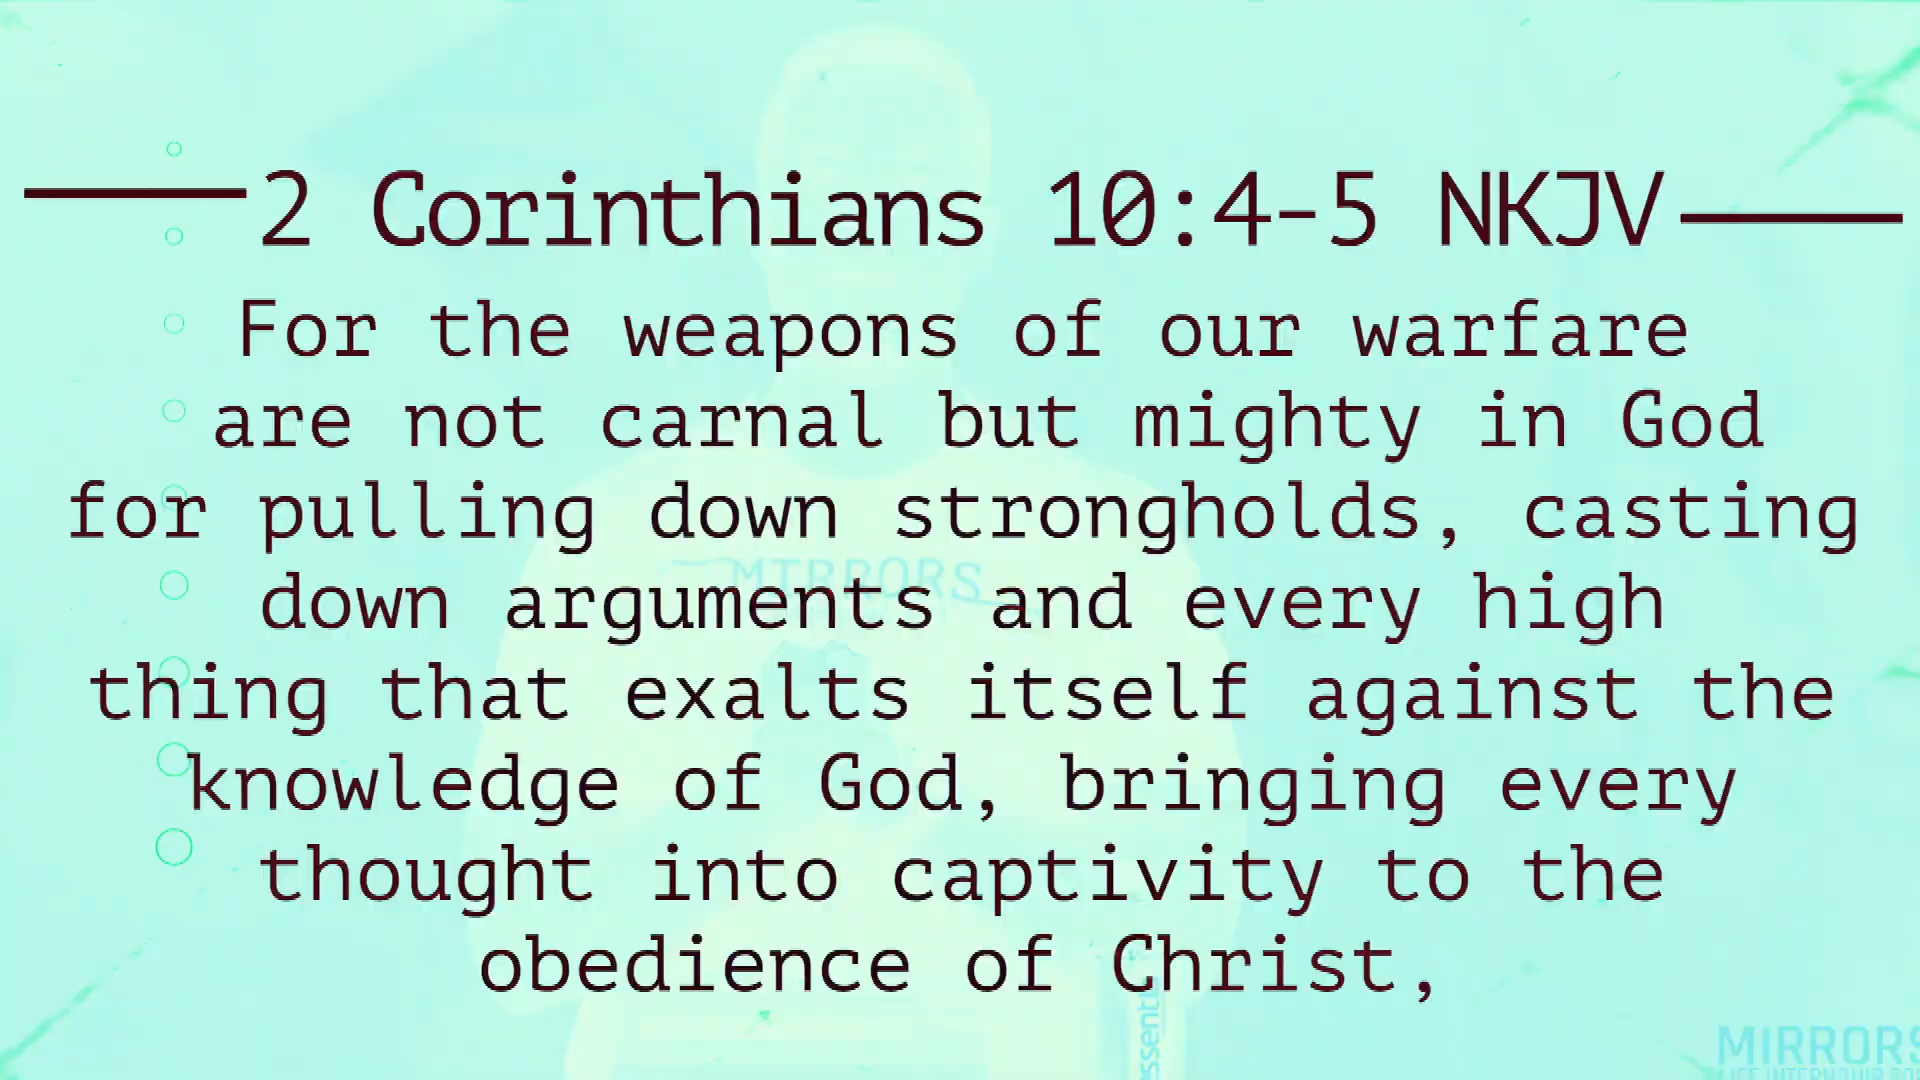 2 Corinthians 10:4-5 NKJV
For the weapons of our warfare
are not carnal but mighty in God
for pulling down strongholds, casting
down arguments and every high
thing that exalts itself against the
knowledge of God, bringing every
thought into captivity to the
obedience of Christ,
MIRRORS
MIRRORS